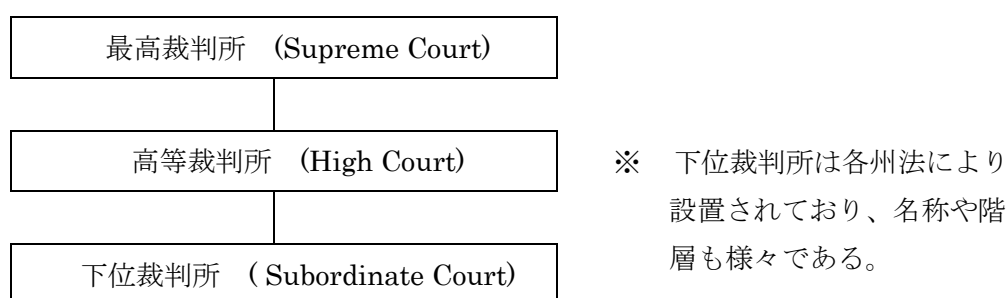 最高裁判所　(Supreme Court)
高等裁判所　(High Court)
下位裁判所　( Subordinate Court)
※　下位裁判所は各州法により
設置されており、名称や階
層も様々である。